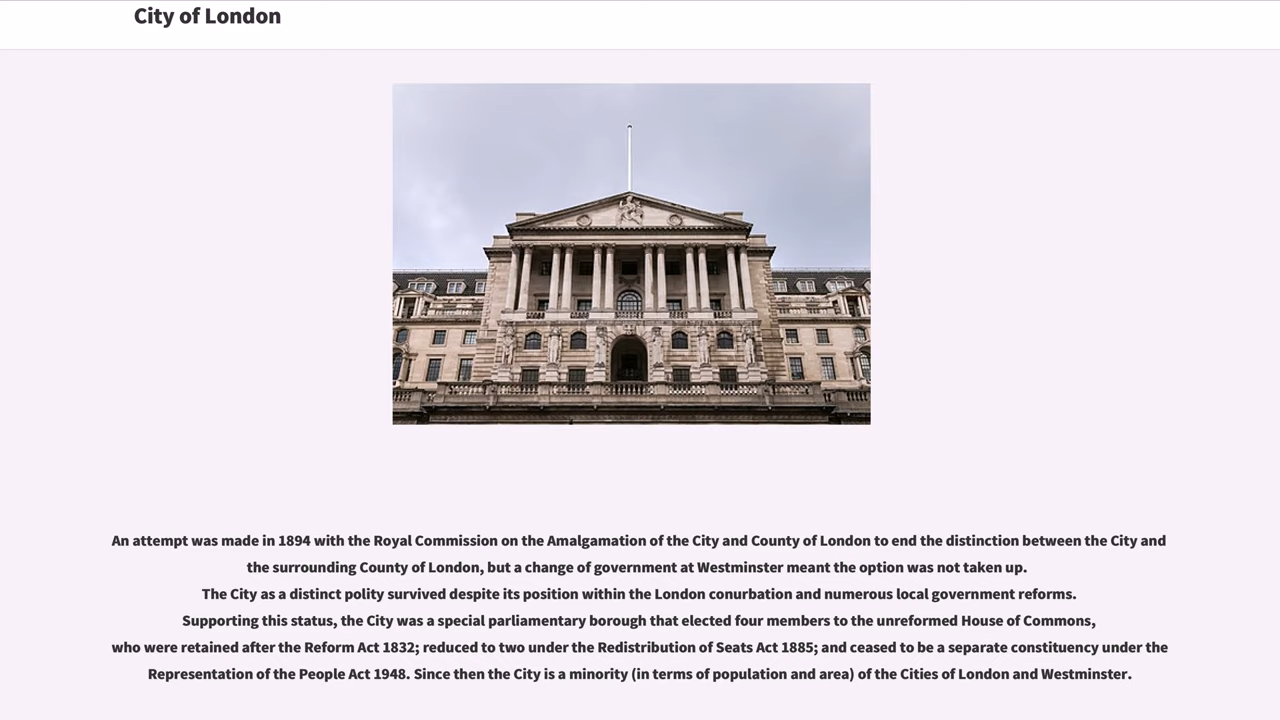 City of London
An attempt was made in 1894 with the Royal Commission on the Amalgamation of the City and County of London to end the distinction between the City and
the surrounding County of London, but a change of government at Westminster meant the option was not taken up.
The City as a distinct polity survived despite its position within the London conurbation and numerous local government reforms.
Supporting this status, the City was a special parliamentary borough that elected four members to the unreformed House of Commons,
who were retained after the Reform Act 1832; reduced to two under the Redistribution of Seats Act 1885; and ceased to be a separate constituency under the
Representation of the People Act 1948. Since then the City is a minority (in terms of population and area) of the Cities of London and Westminster.